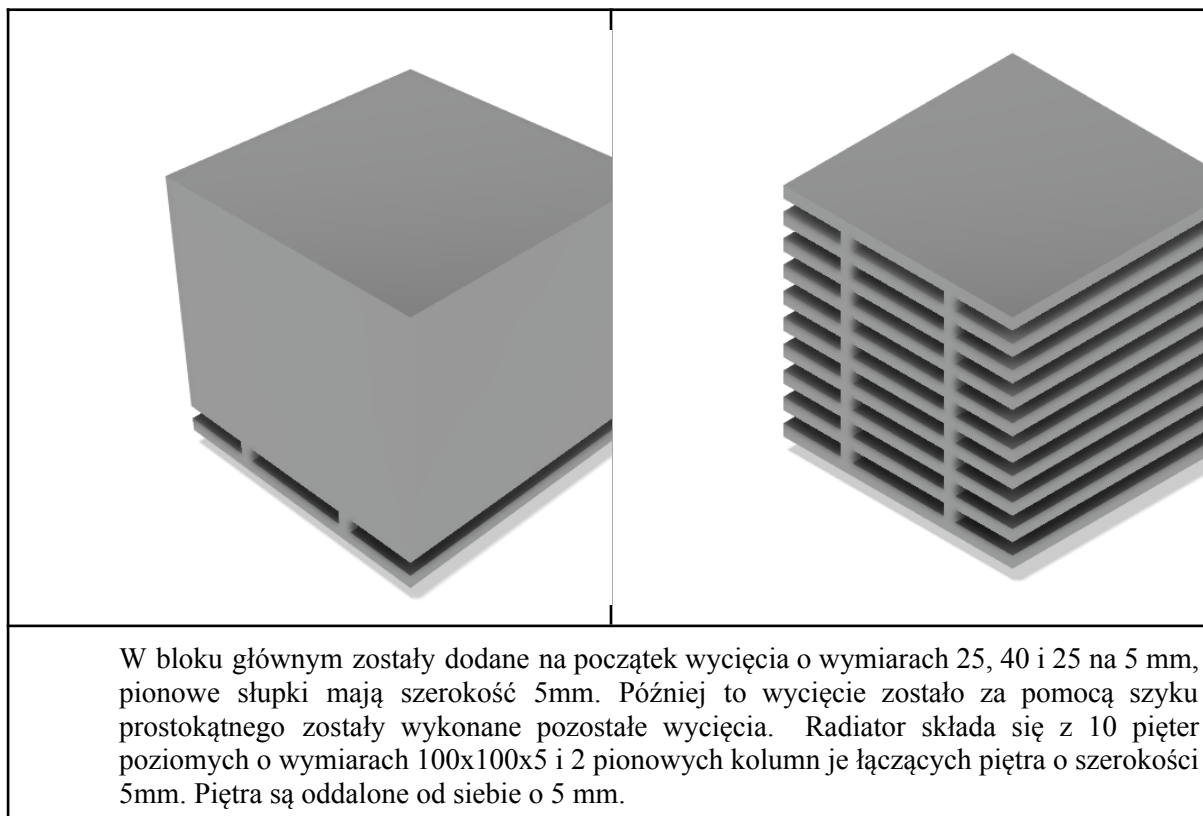 W bloku głównym zostały dodane na początek wycięcia o wymiarach 25, 40 i 25 na 5 mm,
pionowe słupki mają szerokość 5mm. Później to wycięcie zostało za pomocą szyku
prostokątnego zostały wykonane pozostałe wycięcia. Radiator składa się z 10 pięter
poziomych o wymiarach 100x100x5 i 2 pionowych kolumn je łączących piętra o szerokości
5mm. Piętra są oddalone od siebie o 5 mm.